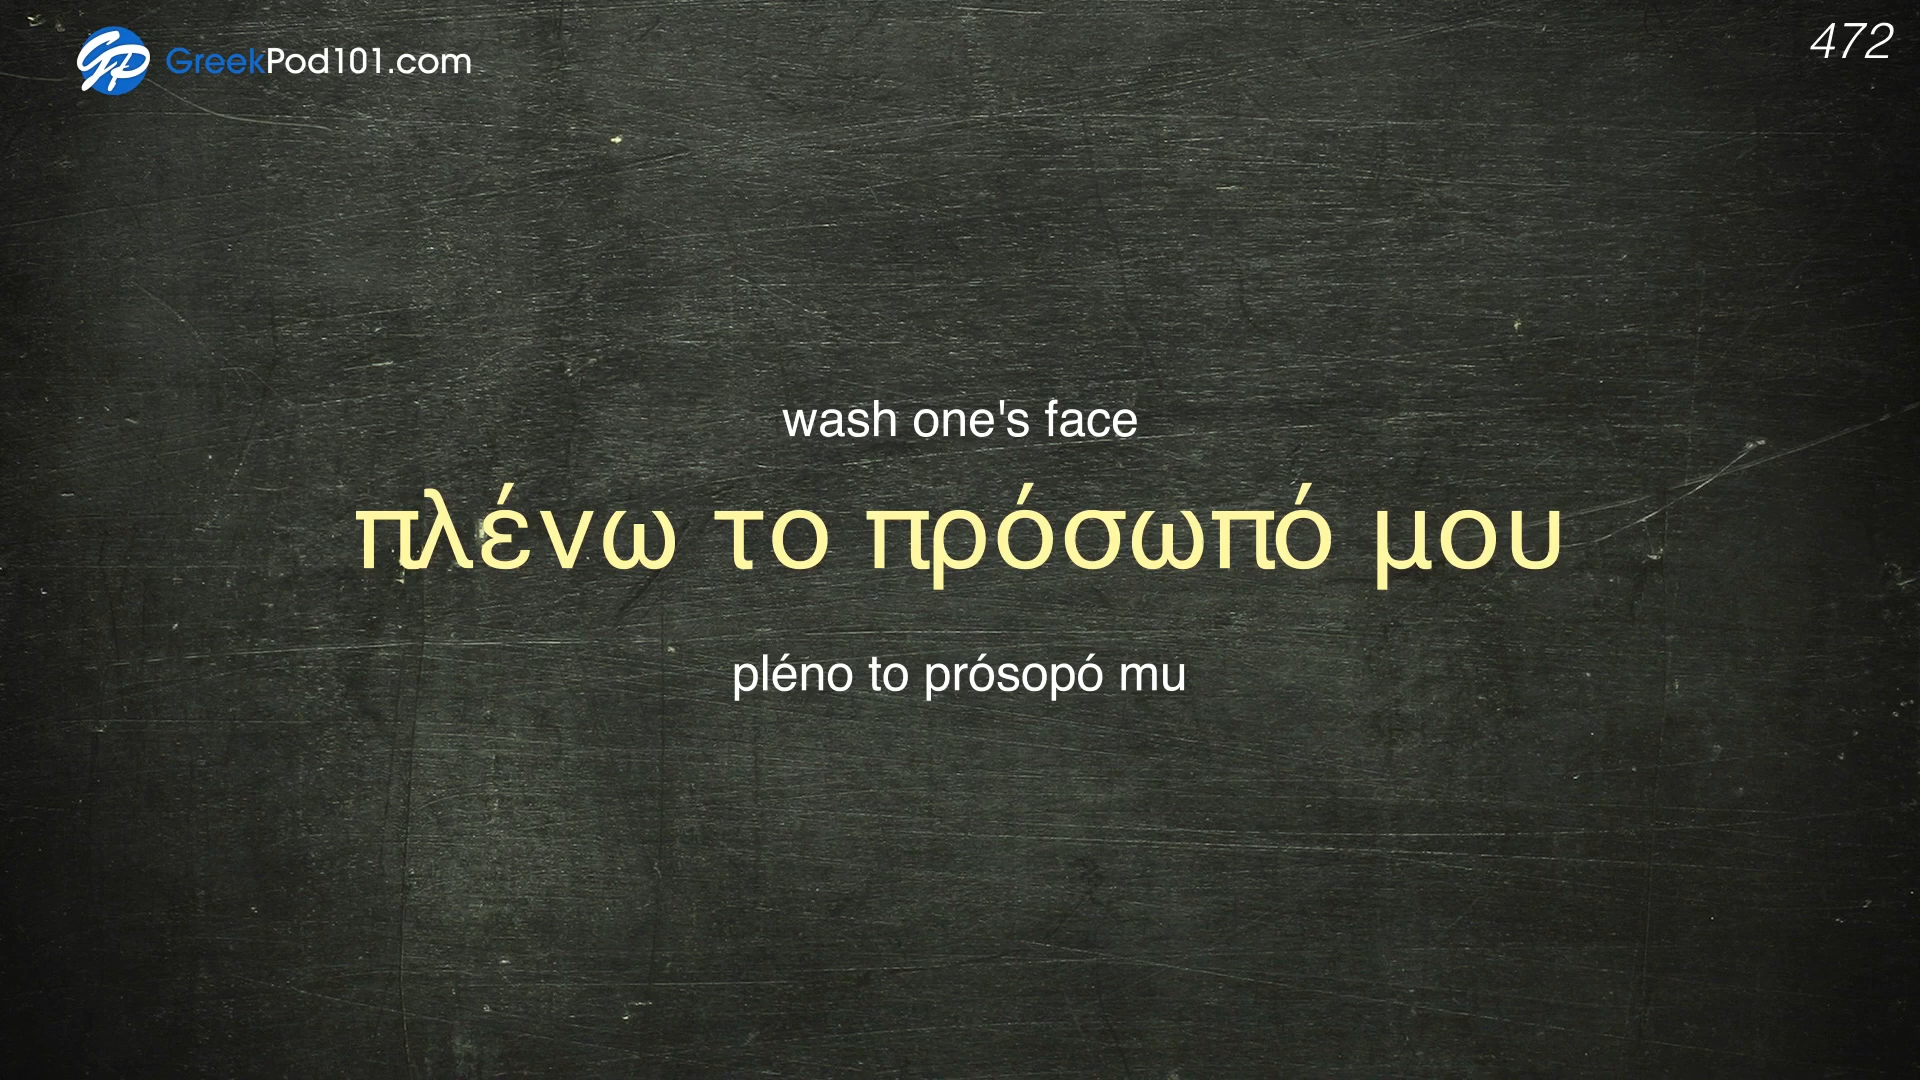 GreekPod101.com
472
wash one's face
πλένω το πρόσωπό μου
pléno to prósopó mu